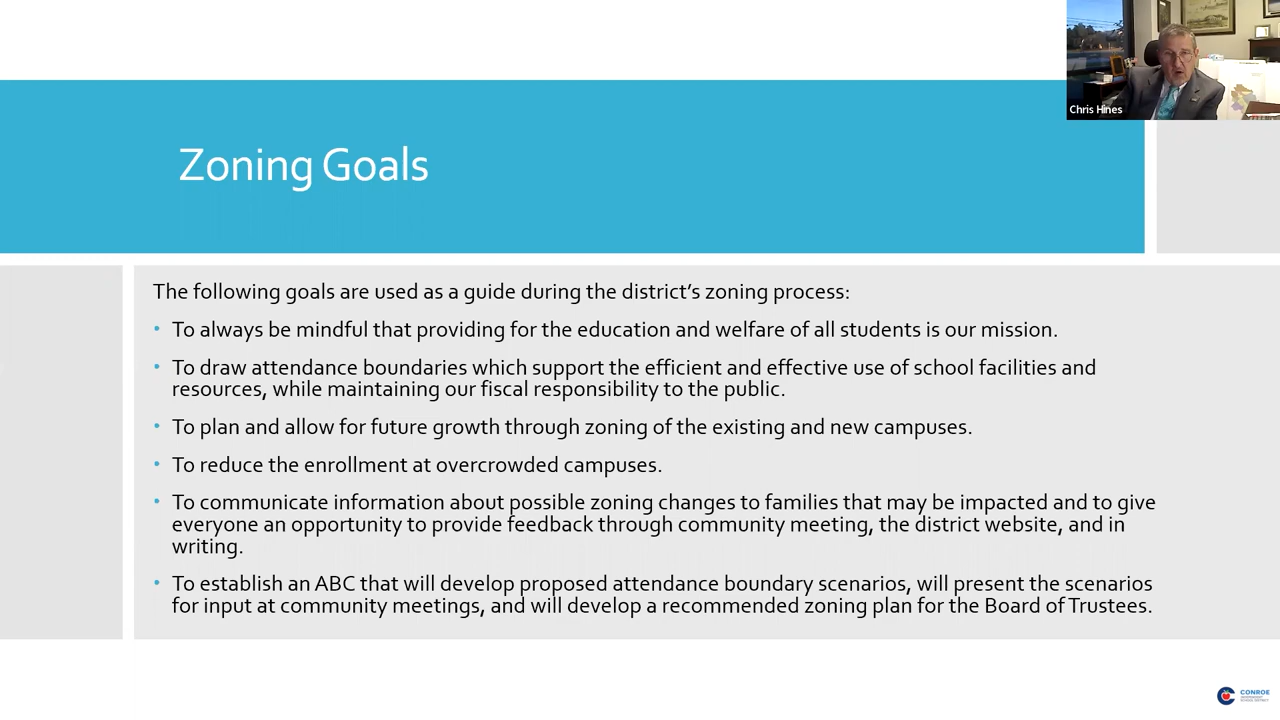 Chris Hines
Zoning Goals
The following goals are used as a guide during the district's zoning process:
• To always be mindful that providing for the education and welfare of all students is our mission.
• To draw attendance boundaries which support the efficient and effective use of school facilities and
resources, while maintaining our fiscal responsibility to the public.
• To plan and allow for future growth through zoning of the existing and new campuses.
• To reduce the enrollment at overcrowded campuses.
• To communicate information about possible zoning changes to families that may be impacted and to give
everyone an opportunity to provide feedback through community meeting, the district website, and in
writing.
• To establish an ABC that will develop proposed attendance boundary scenarios, will present the scenarios
for input at community meetings, and will develop a recommended zoning plan for the Board of Trustees.
CONROE
INDEPENDENT
SCHOOL DISTRICT